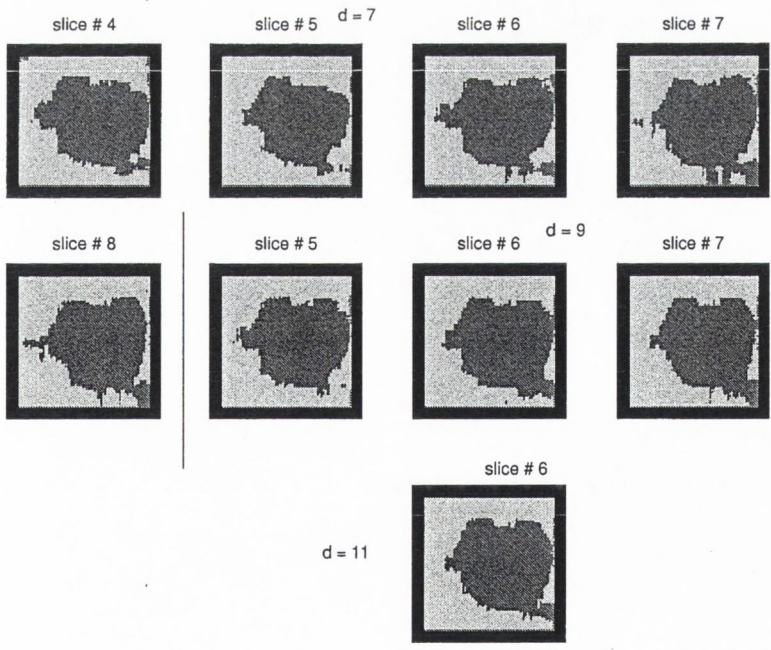 d = 7
slice # 4
slice # 5
slice # 6
slice # 7
d = 9
slice # 8
slice # 5
slice # 6
slice # 7
slice # 6
d = 11